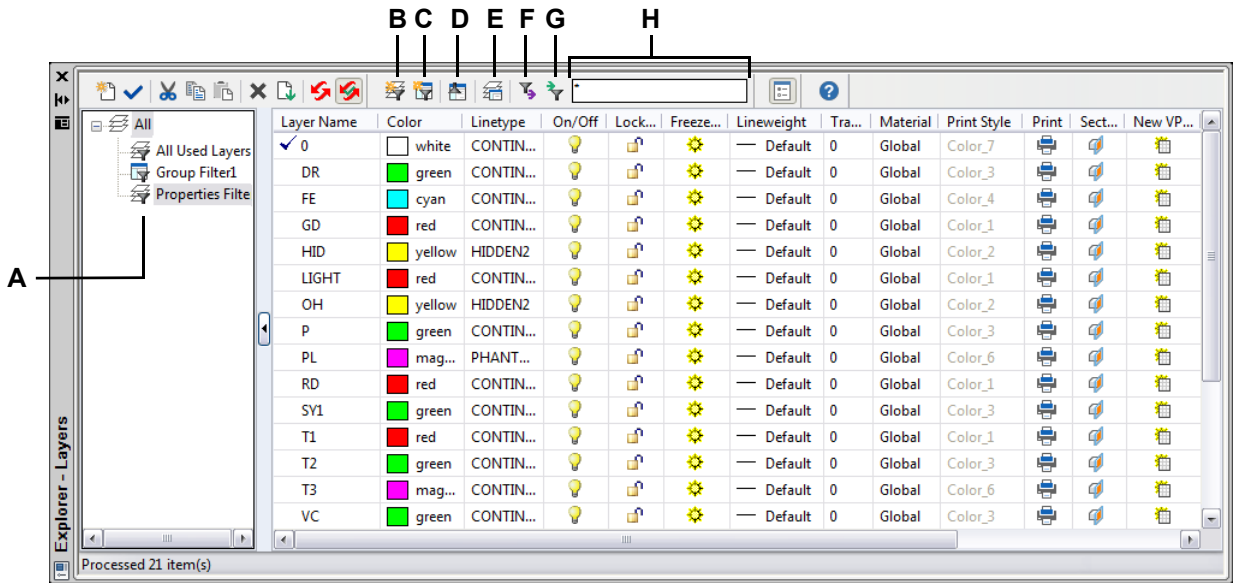 B C D E F G H
*
?
All
All Used Layers
Group Filter1
Properties Filte
A
Layer Name Color Linetype On/Off Lock... Freeze... Lineweight Tra... Material Print Style Print Sect... New VP...
0 white CONTIN... Default 0 Global Color_7
DR green CONTIN... Default 0 Global Color_3
FE cyan CONTIN... Default 0 Global Color_4
GD red CONTIN... Default 0 Global Color_1
HID yellow HIDDEN2 Default 0 Global Color_2
LIGHT red CONTIN... Default 0 Global Color_1
OH yellow HIDDEN2 Default 0 Global Color_2
P green CONTIN... Default 0 Global Color_3
PL mag... PHANT... Default 0 Global Color_6
RD red CONTIN... Default 0 Global Color_1
SY1 green CONTIN... Default 0 Global Color_3
T1 red CONTIN... Default 0 Global Color_1
T2 green CONTIN... Default 0 Global Color_3
T3 mag... CONTIN... Default 0 Global Color_6
VC green CONTIN... Default 0 Global Color_3
Explorer - Layers
Processed 21 item(s)